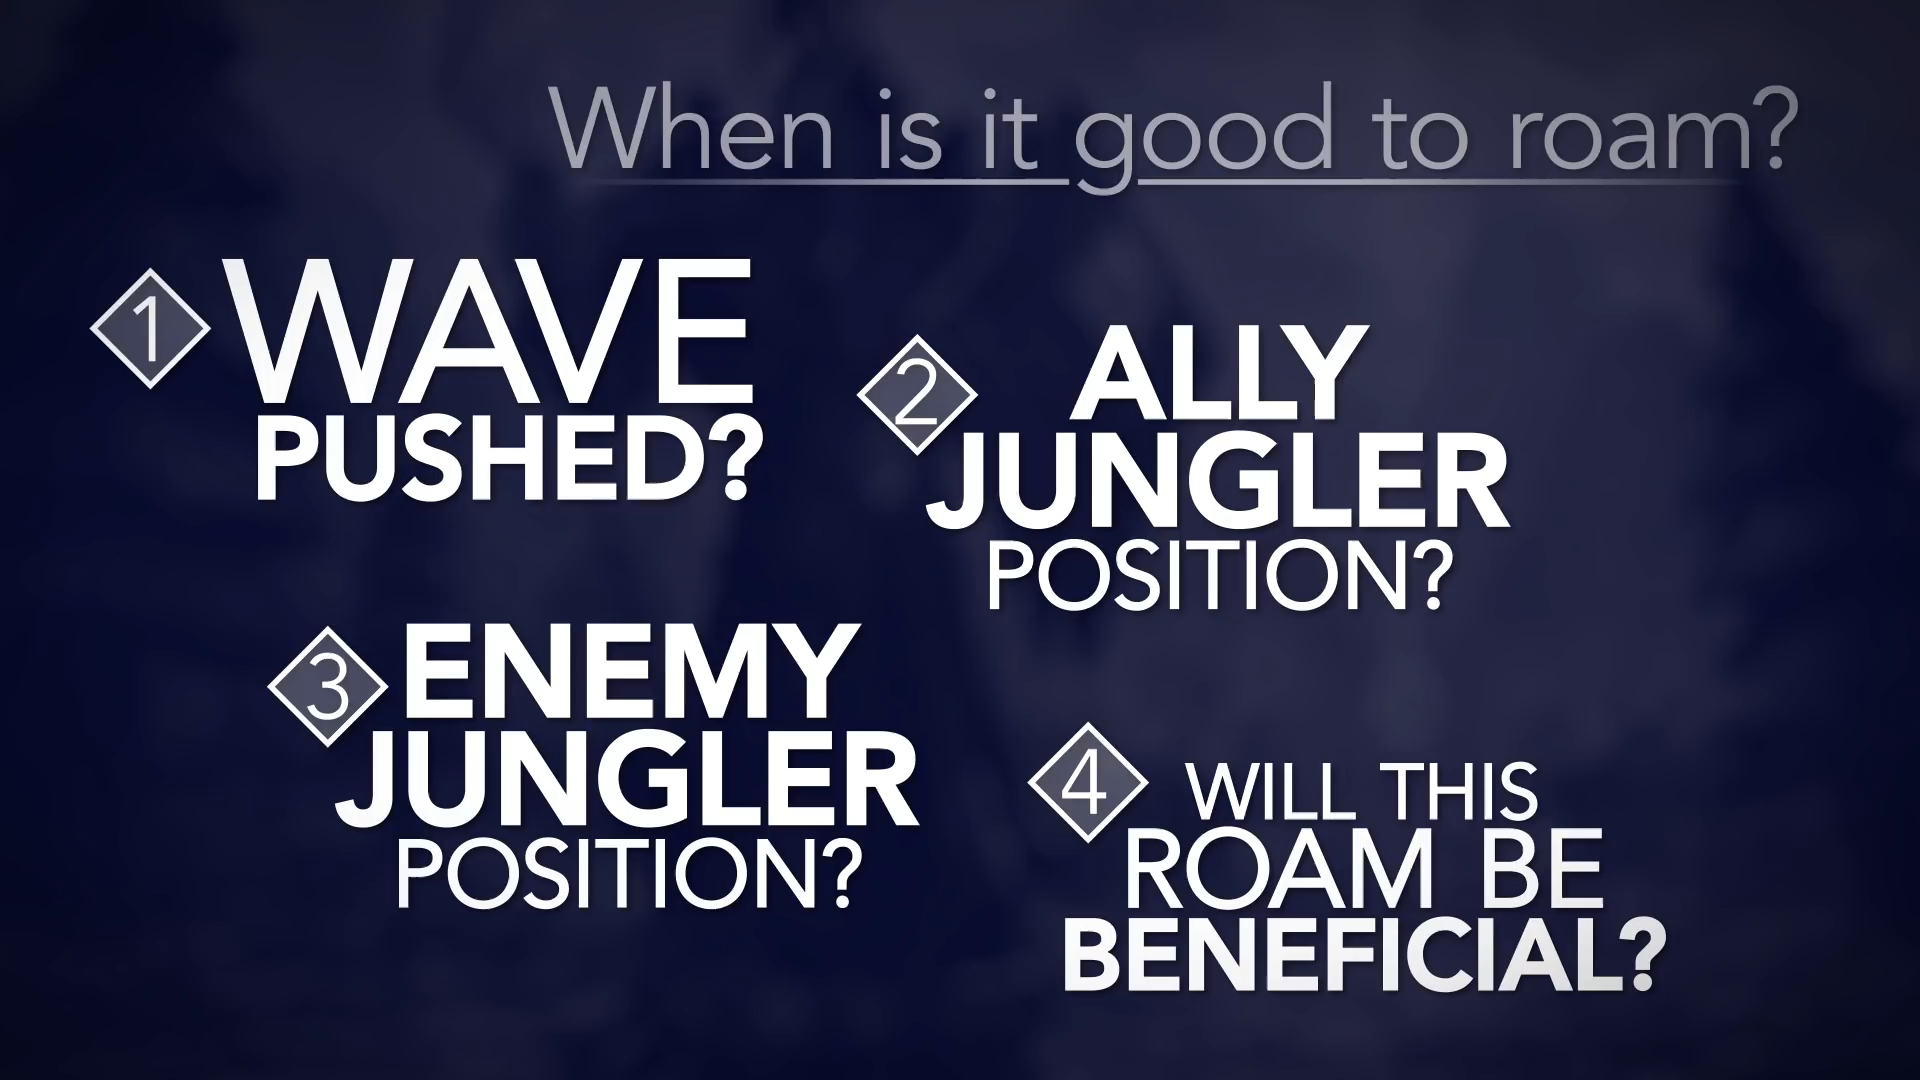 When is it good to roam?
1
WAVE
PUSHED?
2
ALLY
JUNGLER
POSITION?
3
ENEMY
JUNGLER
POSITION?
4
WILL THIS
ROAM BE
BENEFICIAL?